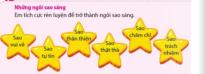 Những ngôi sao sáng
Em tích cực rèn luyện để trở thành ngôi sao sáng.
Sao
vui vẻ
Sao
tự tin
Sao
thân thiện
Sao
thật thà
Sao
chăm chỉ
Sao
trách
nhiệm